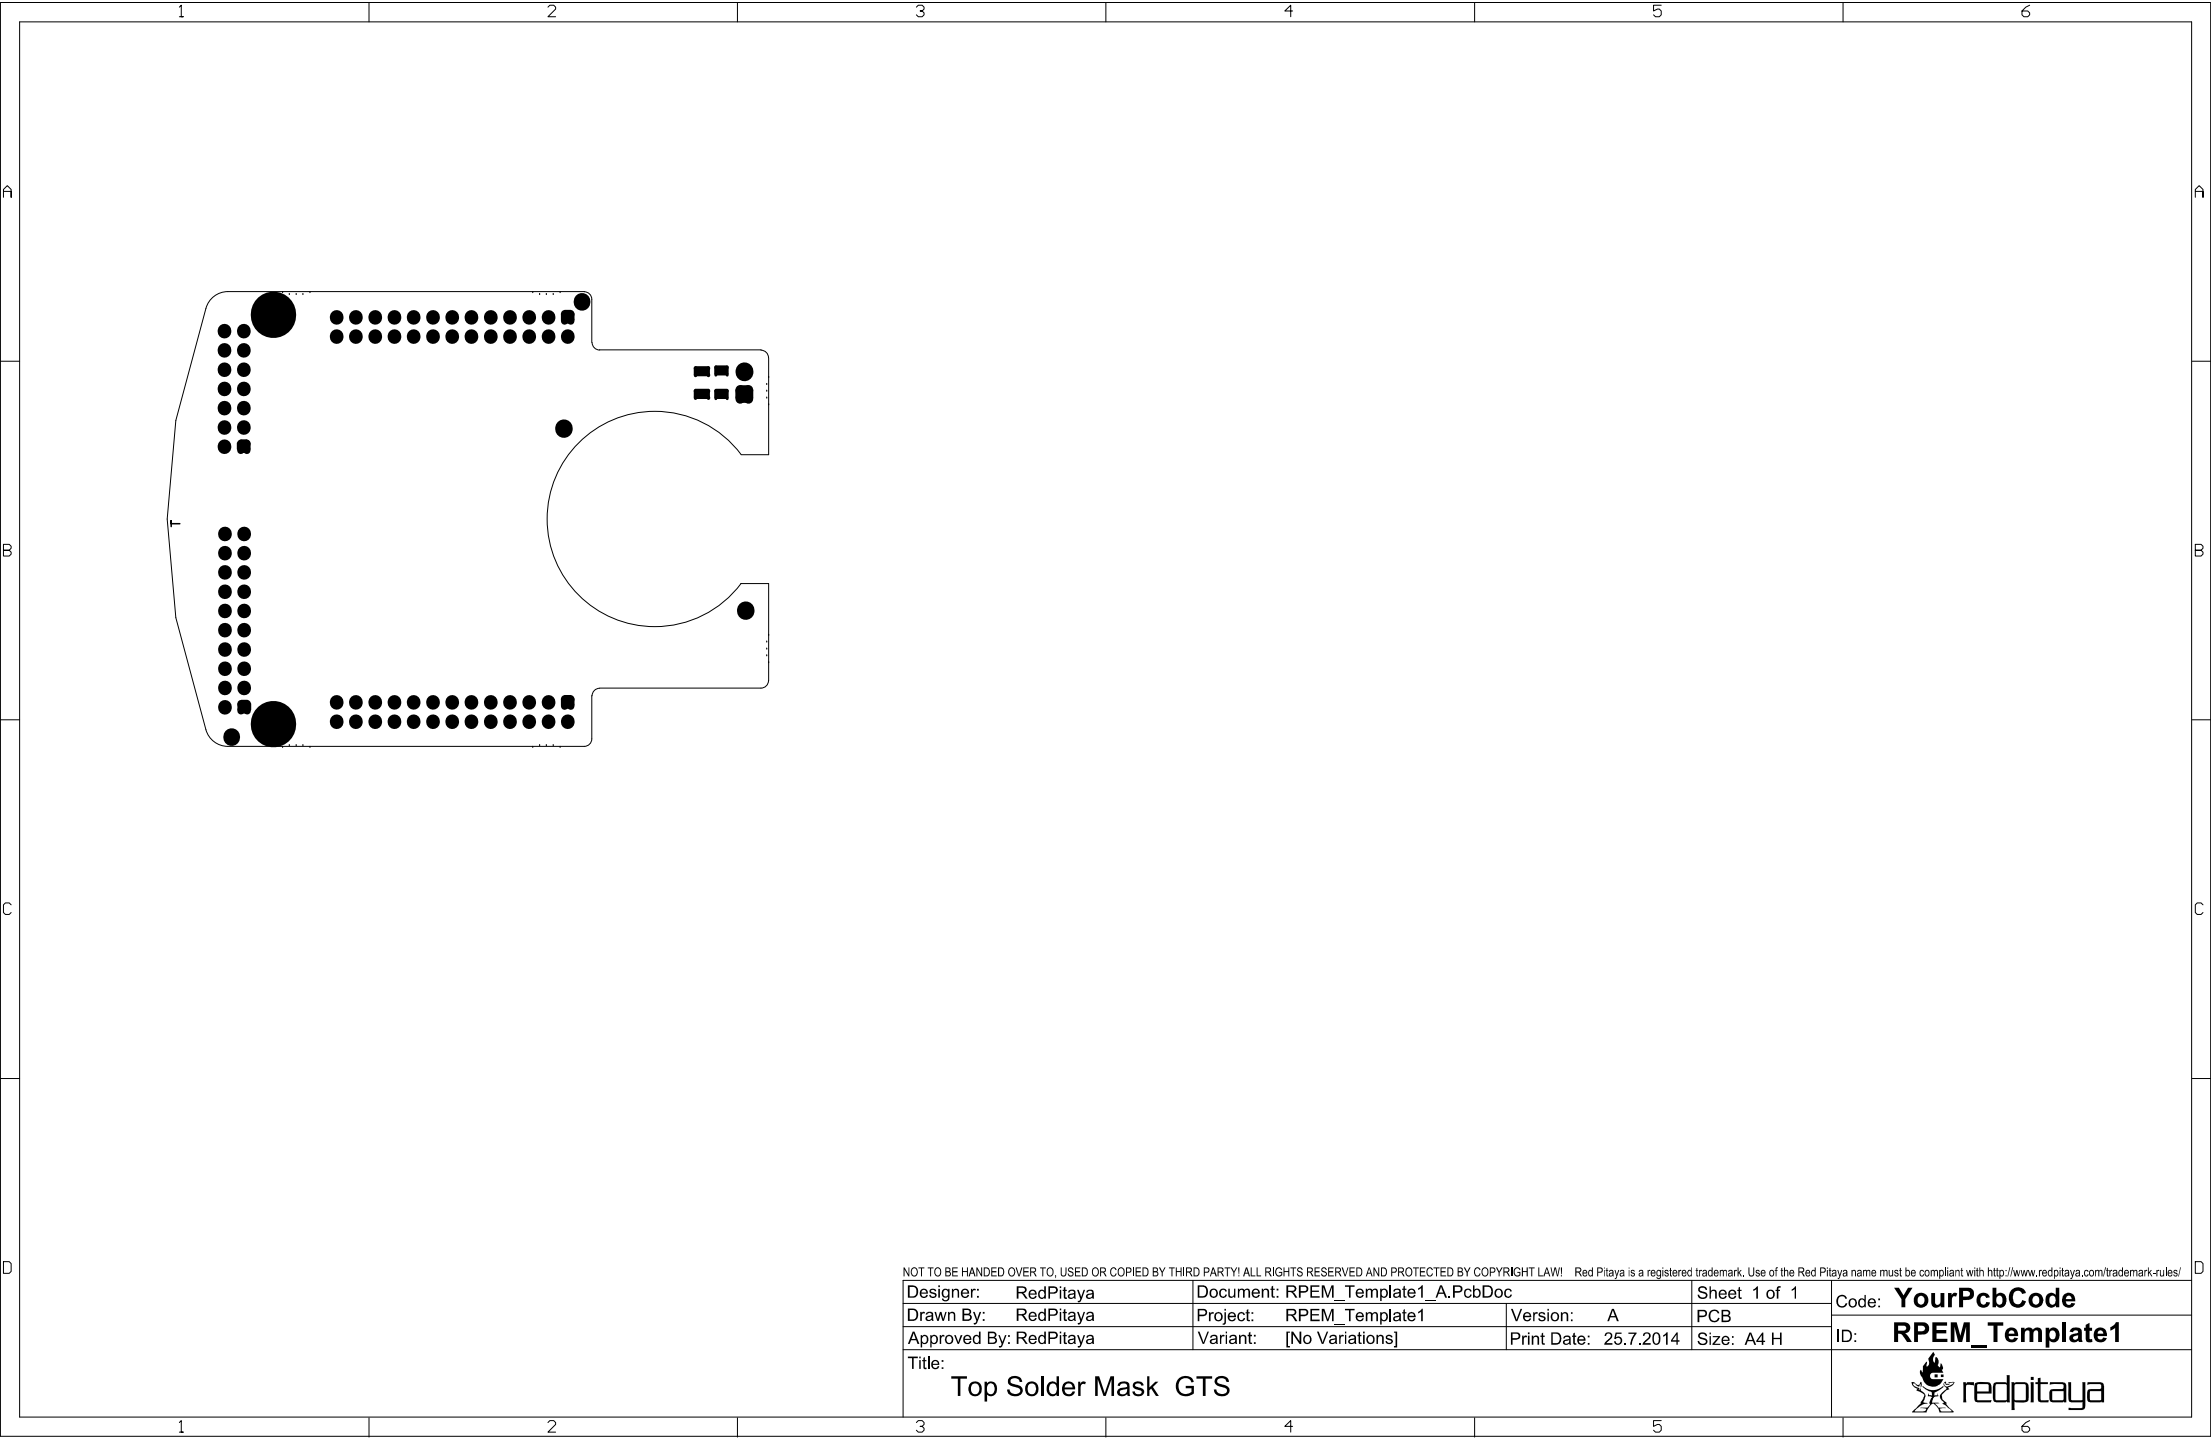 1 2 3 4 5 6
A A
T
B B
C C
D D
NOT TO BE HANDED OVER TO, USED OR COPIED BY THIRD PARTY! ALL RIGHTS RESERVED AND PROTECTED BY COPYRIGHT LAW! Red Pitaya is a registered trademark. Use of the Red Pitaya name must be compliant with http://www.redpitaya.com/trademark-rules/
Designer: RedPitaya Document: RPEM_Template1_A.PcbDoc Sheet 1 of 1 Code: YourPcbCode
Drawn By: RedPitaya Project: RPEM_Template1 Version: A PCB
Approved By: RedPitaya Variant: [No Variations] Print Date: 25.7.2014 Size: A4 H ID: RPEM_Template1
Title:
Top Solder Mask GTS
redpitaya
1 2 3 4 5 6